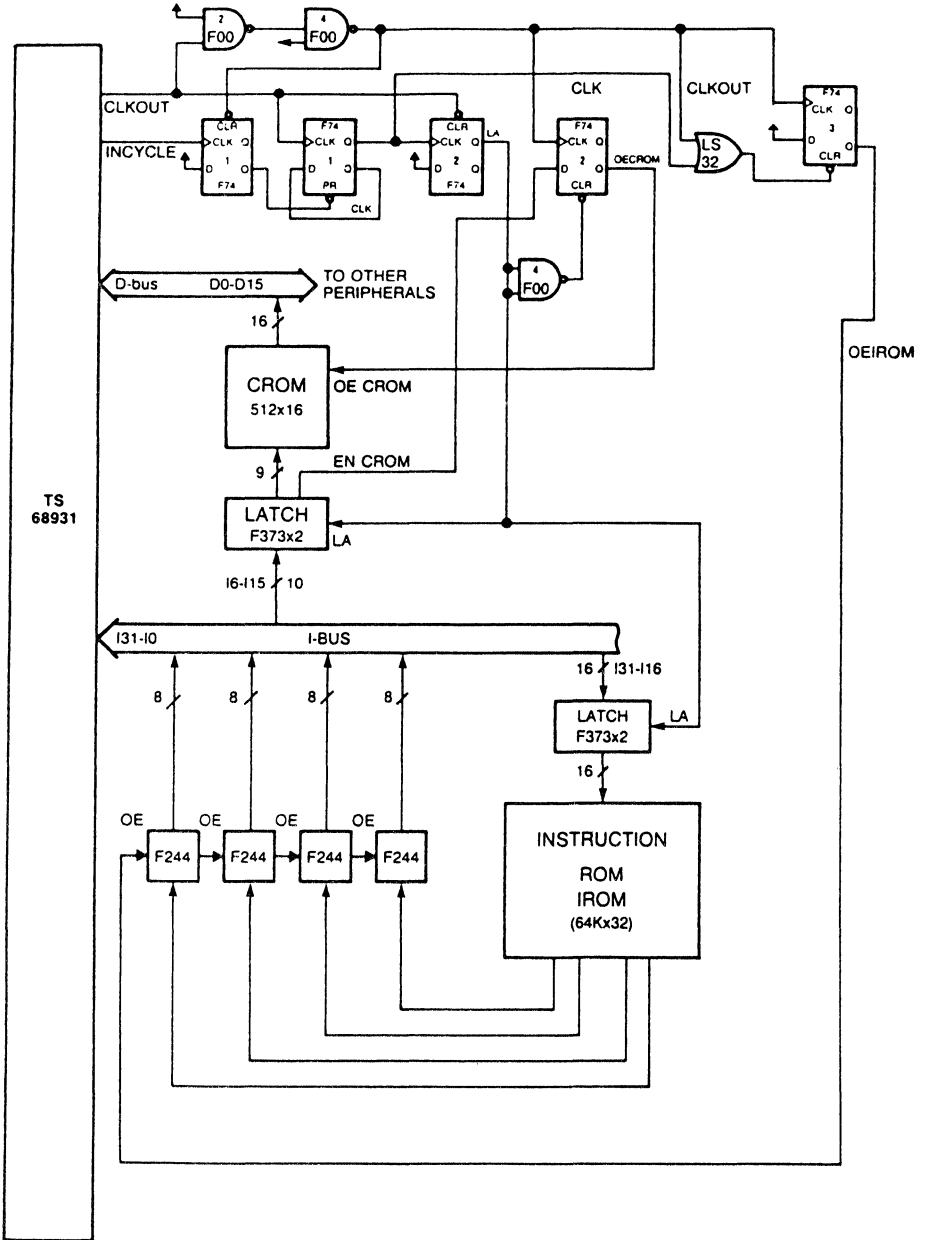 2
F00
4
F00
CLKOUT
INCYCLE
CLR
CLK Q
1
D Q
F74
F74
CLK Q
1
D Q
PR
CLK
CLR
CLK Q
2
D Q
F74
LA
CLK
F74
CLK Q
2
D Q
CLR
OECROM
CLKOUT
LS
32
F74
CLK Q
3
D Q
CLR
4
F00
D-bus D0-D15
TO OTHER
PERIPHERALS
16
CROM
512x16
OE CROM
OEIROM
9
EN CROM
TS
68931
LATCH
F373x2
LA
I6-I15 10
I31-I0 I-BUS
16 I31-I16
8
8
8
8
LATCH
F373x2
LA
16
OE
OE
OE
OE
F244
F244
F244
F244
INSTRUCTION
ROM
IROM
(64Kx32)